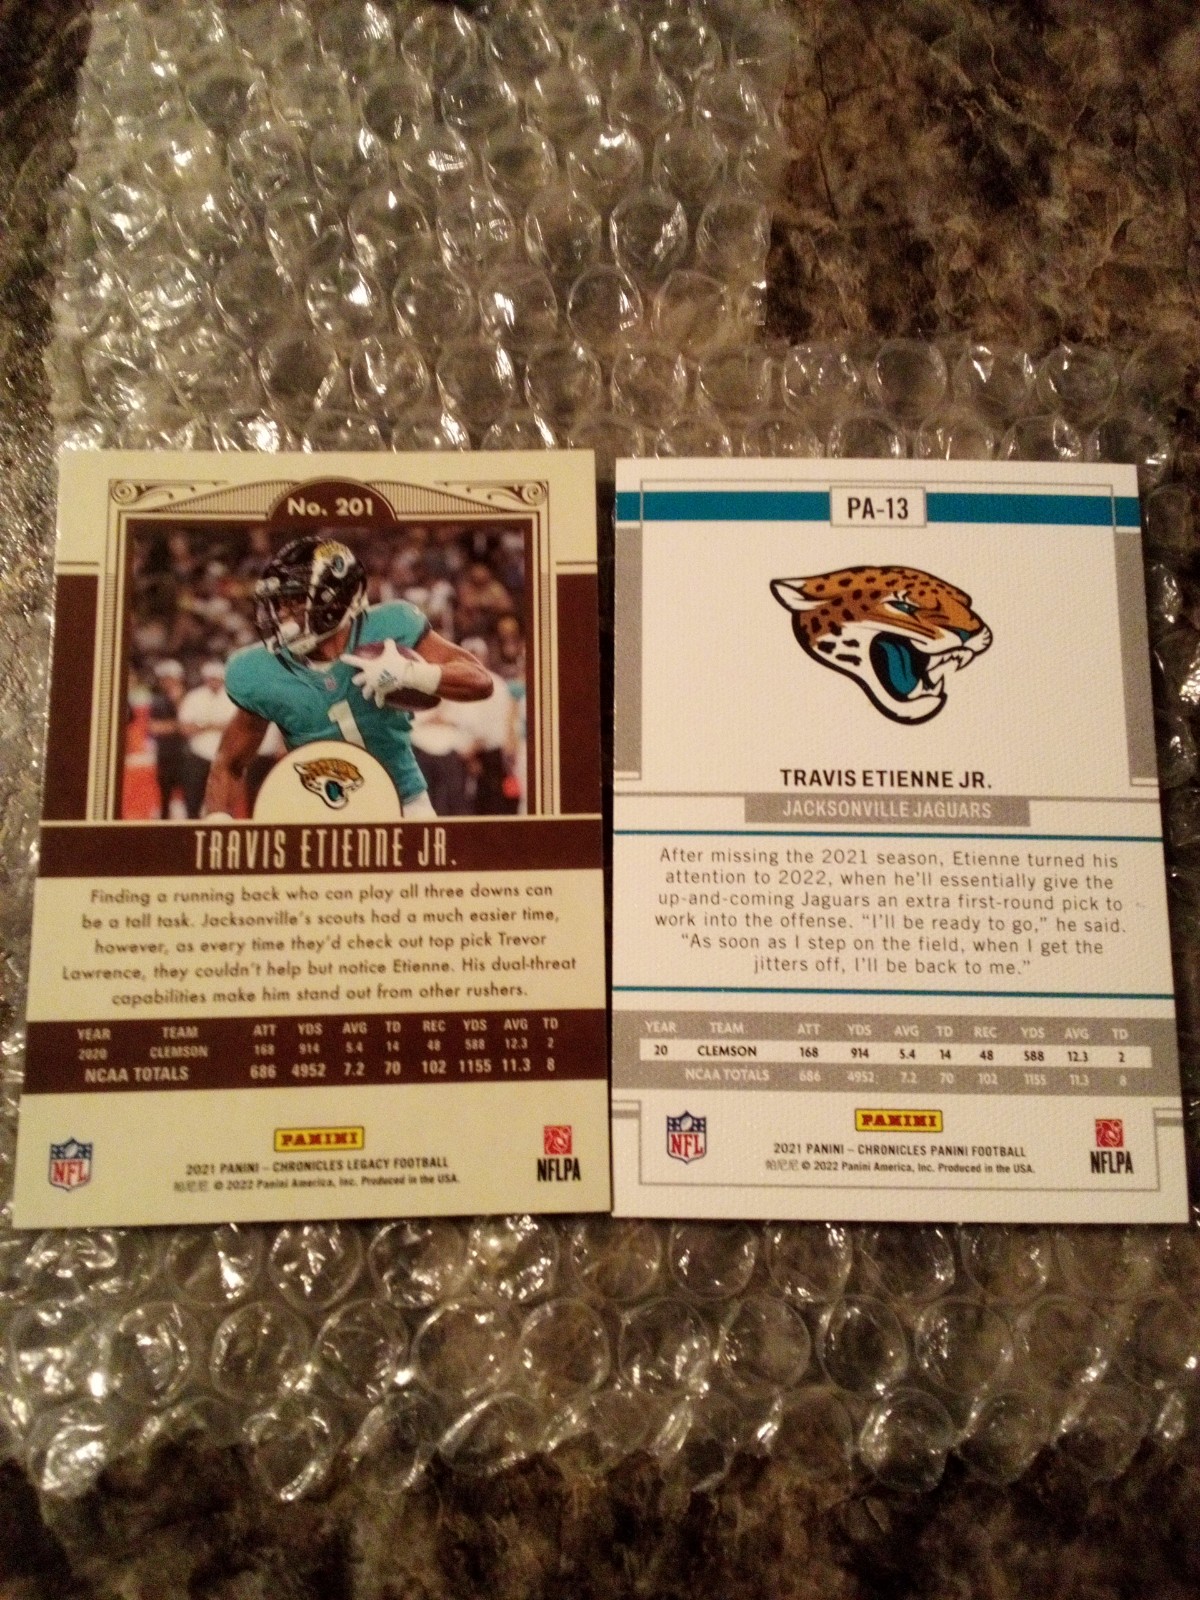 No. 201
1
TRAVIS ETIENNE JR.
Finding a running back who can play all three downs can
be a tall task. Jacksonville's scouts had a much easier time,
however, as every time they'd check out top pick Trevor
Lawrence, they couldn't help but notice Etienne. His dual-threat
capabilities make him stand out from other rushers.
YEAR TEAM ATT YDS AVG TD REC YDS AVG TD
2020 CLEMSON 168 914 5.4 14 48 588 12.3 2
NCAA TOTALS 686 4952 7.2 70 102 1155 11.3 8
NFL
PANINI
2021 PANINI – CHRONICLES LEGACY FOOTBALL
帕尼尼 © 2022 Panini America, Inc. Produced in the USA.
NFLPA
PA-13
TRAVIS ETIENNE JR.
JACKSONVILLE JAGUARS
After missing the 2021 season, Etienne turned his
attention to 2022, when he'll essentially give the
up-and-coming Jaguars an extra first-round pick to
work into the offense. “I'll be ready to go,” he said.
“As soon as I step on the field, when I get the
jitters off, I'll be back to me.”
YEAR TEAM ATT YDS AVG TD REC YDS AVG TD
20 CLEMSON 168 914 5.4 14 48 588 12.3 2
NCAA TOTALS 686 4952 7.2 70 102 1155 11.3 8
NFL
PANINI
2021 PANINI – CHRONICLES PANINI FOOTBALL
帕尼尼 © 2022 Panini America, Inc. Produced in the USA.
NFLPA